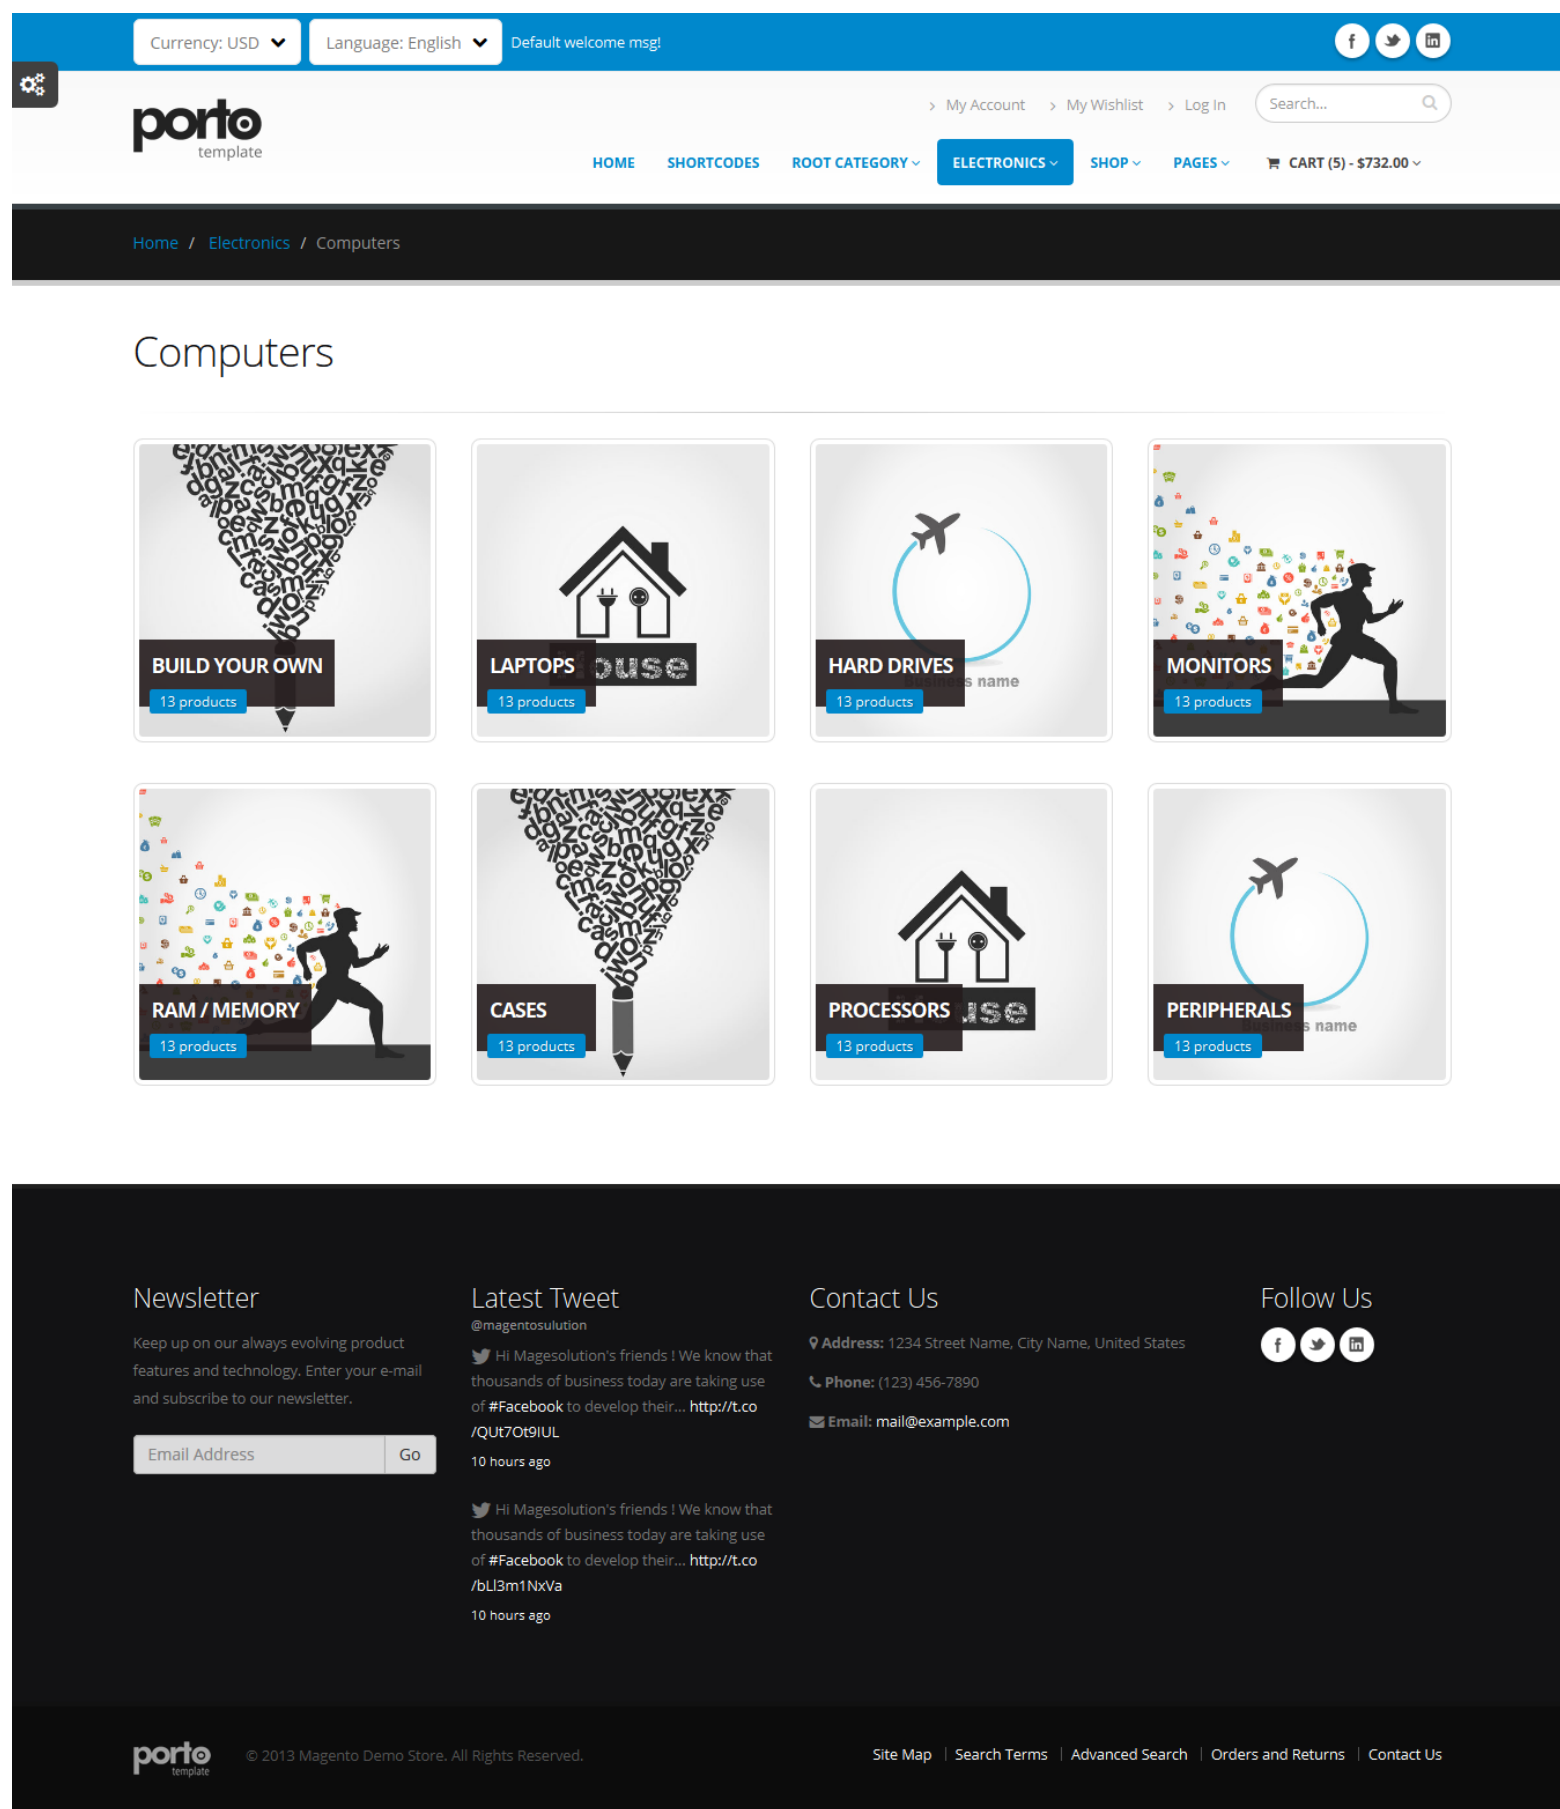 Currency: USD
Language: English
Default welcome msg!
porto
template
My Account
My Wishlist
Log In
Search...
HOME
SHORTCODES
ROOT CATEGORY
ELECTRONICS
SHOP
PAGES
CART (5) - $732.00
Home / Electronics / Computers
Computers
BUILD YOUR OWN
13 products
LAPTOPS
13 products
HARD DRIVES
s name
13 products
MONITORS
13 products
RAM / MEMORY
13 products
CASES
13 products
PROCESSORS
13 products
PERIPHERALS
s name
13 products
Newsletter
Keep up on our always evolving product
features and technology. Enter your e-mail
and subscribe to our newsletter.
Email Address
Go
Latest Tweet
@magentosulution
Hi Magesolution's friends ! We know that
thousands of business today are taking use
of #Facebook to develop their... http://t.co
/QUt7Ot9IUL
10 hours ago
Hi Magesolution's friends ! We know that
thousands of business today are taking use
of #Facebook to develop their... http://t.co
/bLl3m1NxVa
10 hours ago
Contact Us
Address: 1234 Street Name, City Name, United States
Phone: (123) 456-7890
Email: mail@example.com
Follow Us
porto
template
© 2013 Magento Demo Store. All Rights Reserved.
Site Map | Search Terms | Advanced Search | Orders and Returns | Contact Us